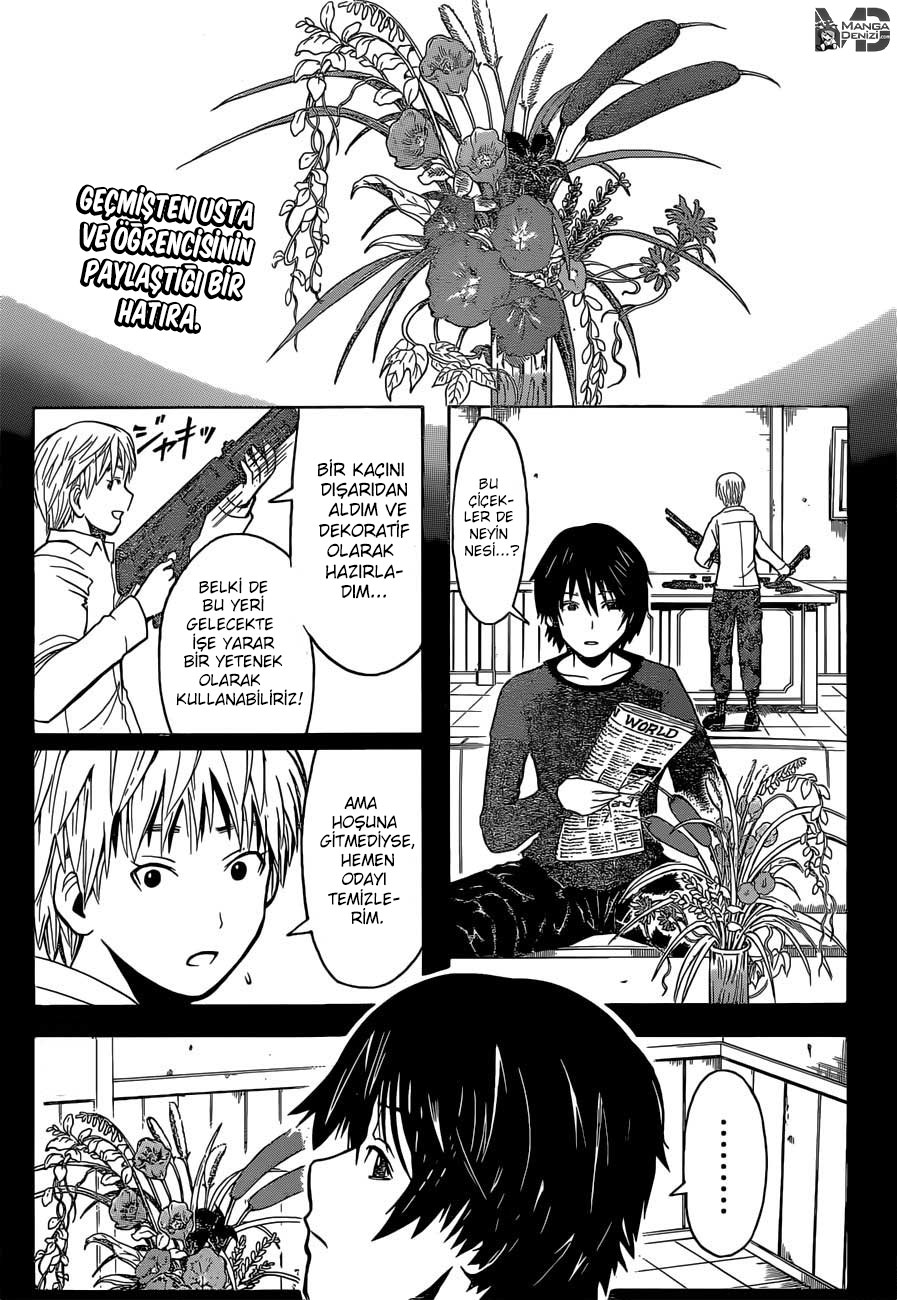 MANGA
DENİZİ.com
GEÇMİŞTEN USTA
VE ÖĞRENCİSİNİN
PAYLAŞTIĞI BİR
HATIRA.
BU
ÇİÇEK-
LER DE
NEYİN
NESİ...?
WORLD
and
ジャキッ
BİR KAÇINI
DIŞARIDAN
ALDIM VE
DEKORATİF
OLARAK
HAZIRLA-
DIM...
BELKİ DE
BU YERİ
GELECEKTE
İŞE YARAR
BİR YETENEK
OLARAK
KULLANABİLİRİZ!
AMA
HOŞUNA
GİTMEDİYSE,
HEMEN
ODAYI
TEMİZLE-
RİM.
.........